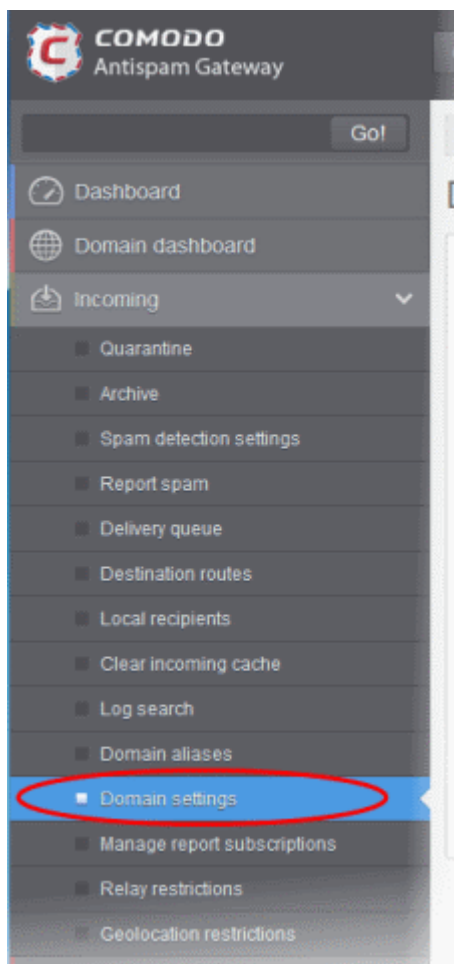 COMODO
Antispam Gateway
Go!
Dashboard
Domain dashboard
Incoming
Quarantine
Archive
Spam detection settings
Report spam
Delivery queue
Destination routes
Local recipients
Clear incoming cache
Log search
Domain aliases
Domain settings
Manage report subscriptions
Relay restrictions
Geolocation restrictions